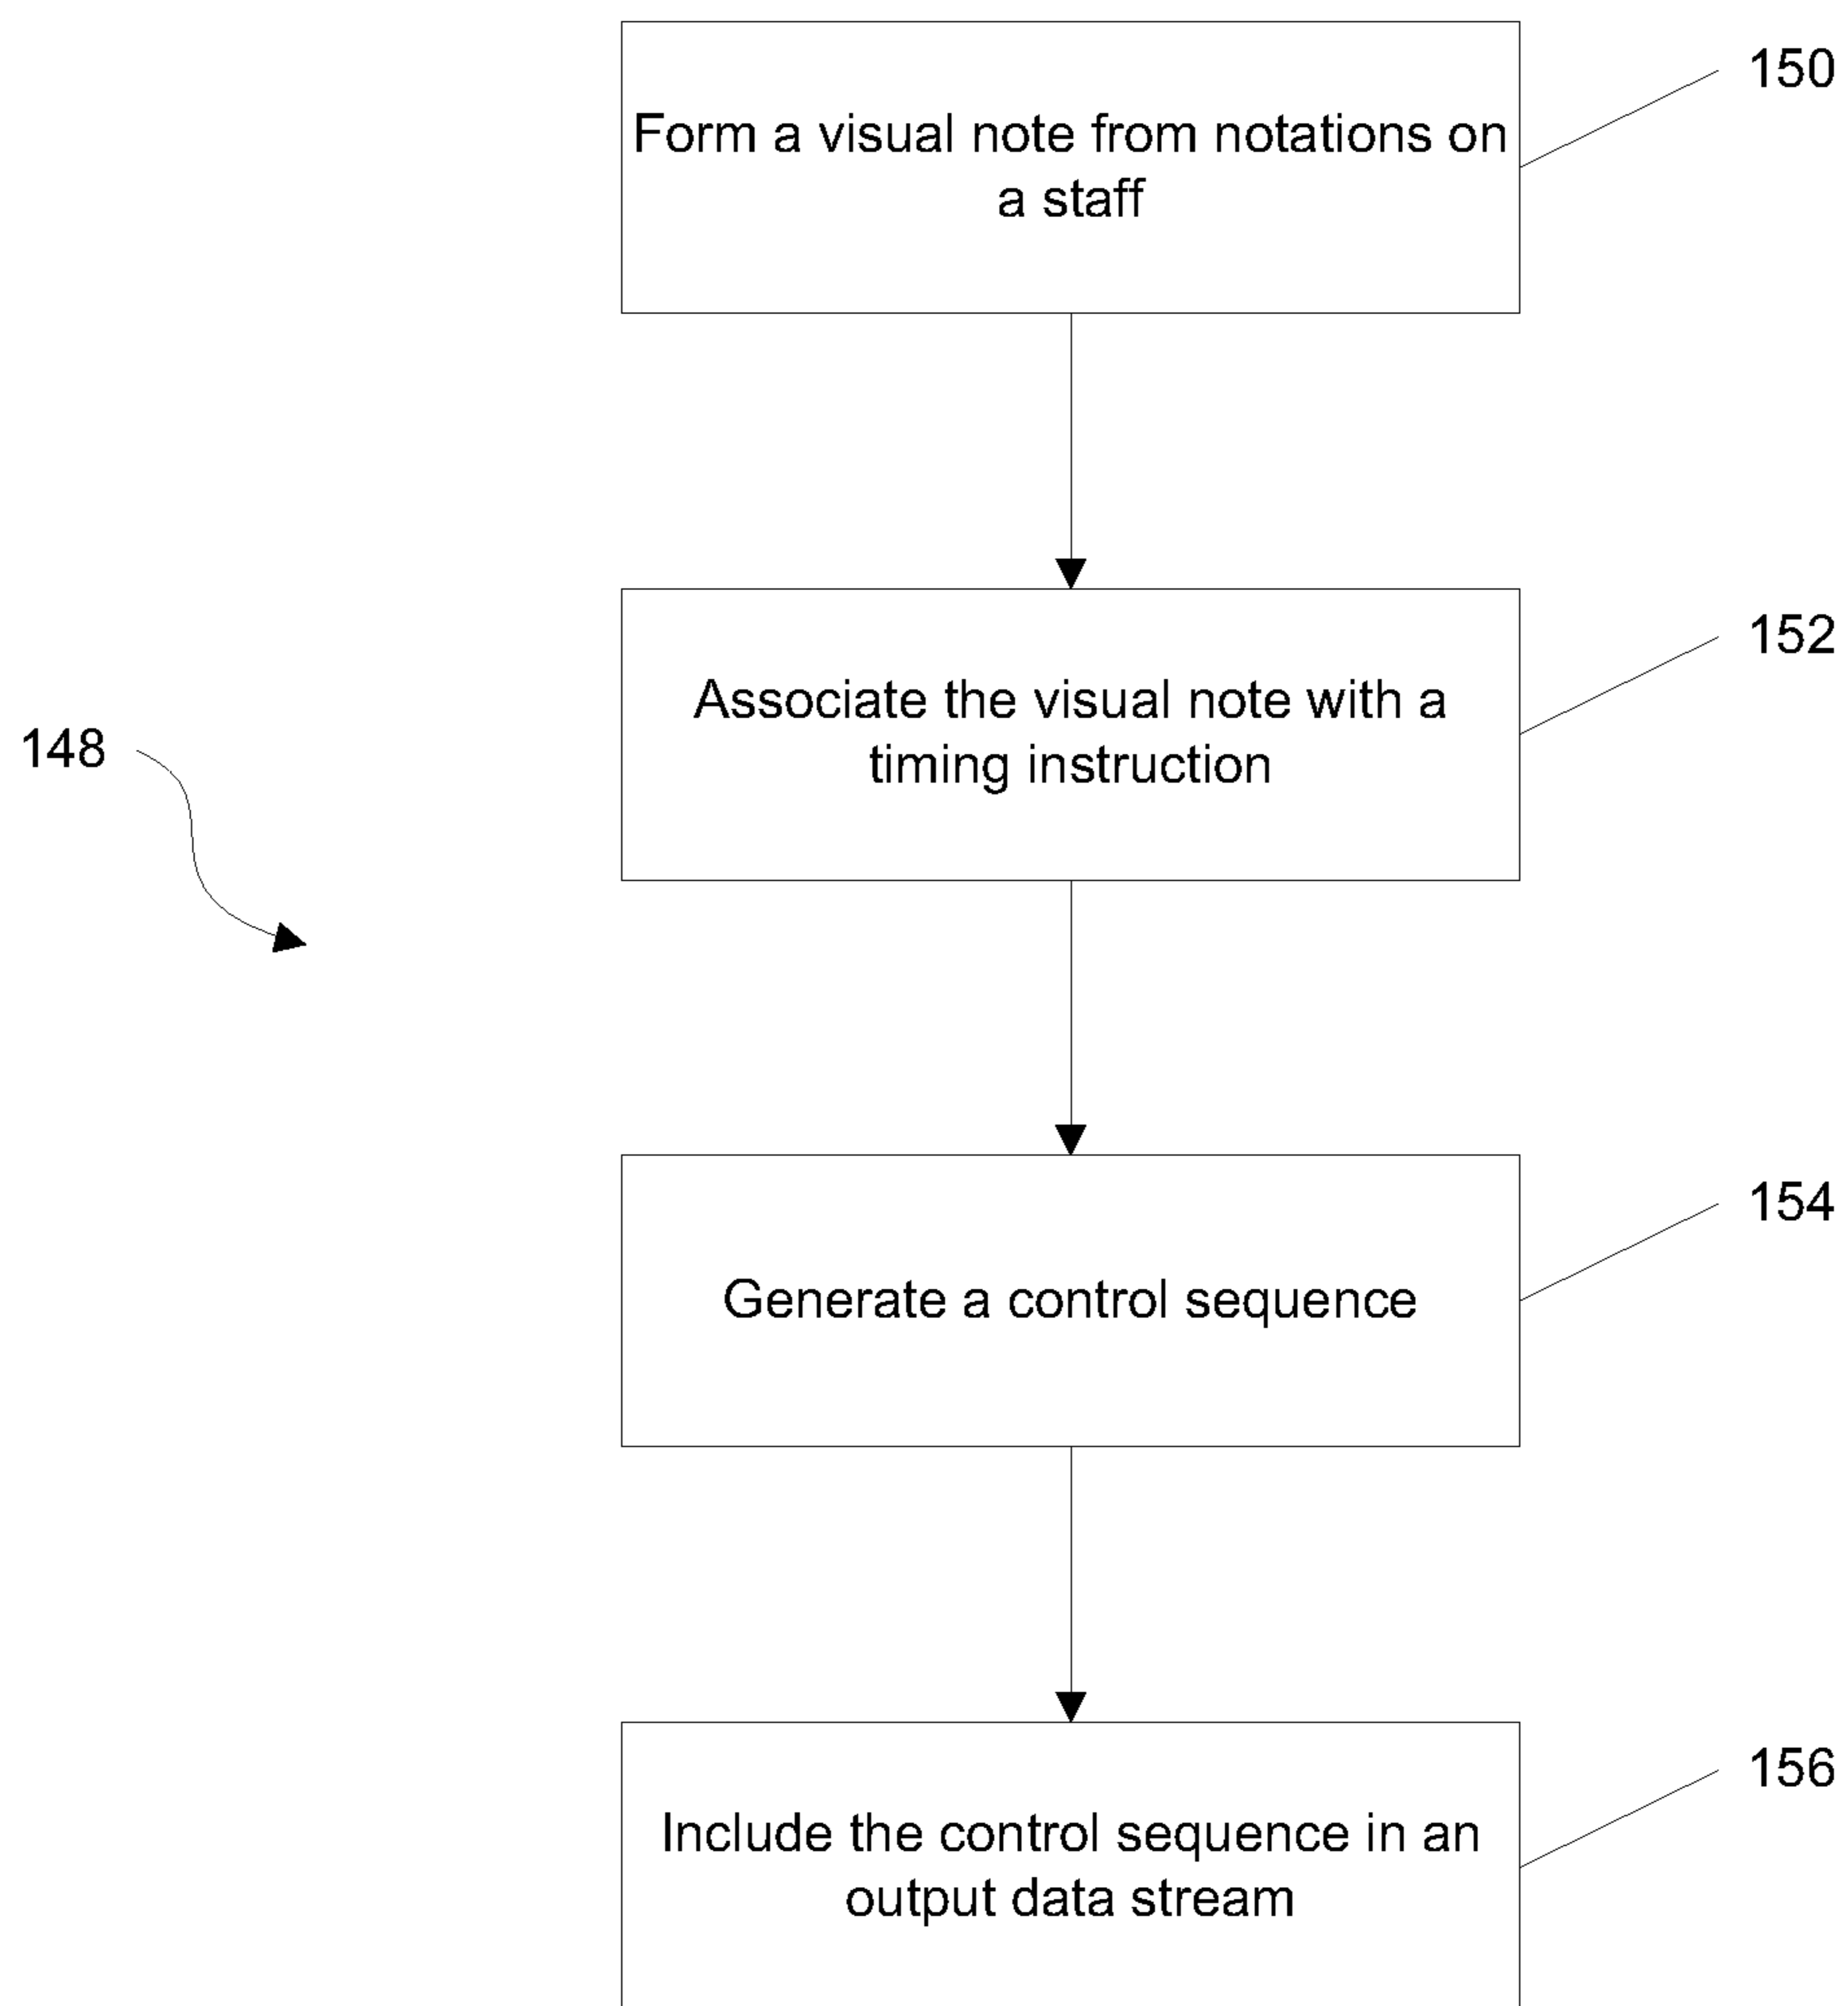 150
Form a visual note from notations on
a staff
152
Associate the visual note with a
timing instruction
148
154
Generate a control sequence
156
Include the control sequence in an
output data stream